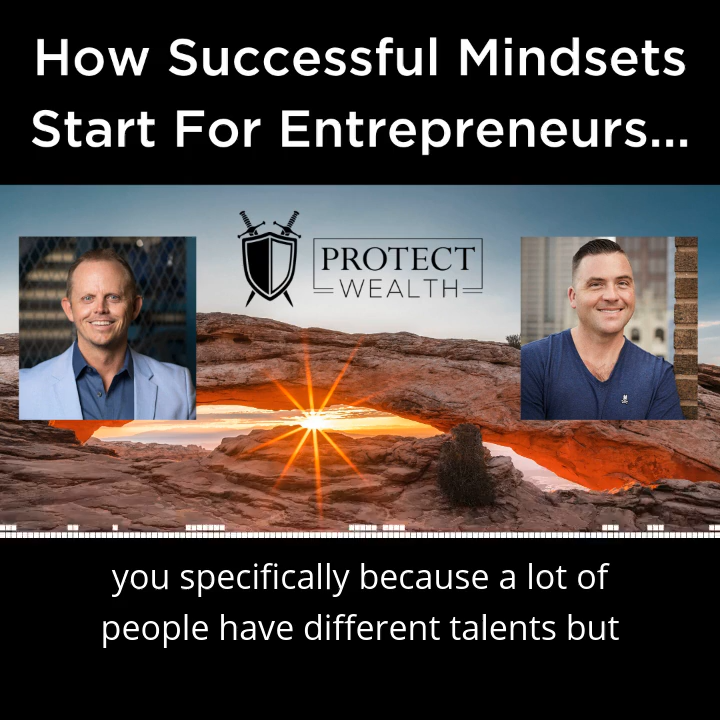 How Successful Mindsets
Start For Entrepreneurs...
PROTECT
WEALTH
you specifically because a lot of
people have different talents but